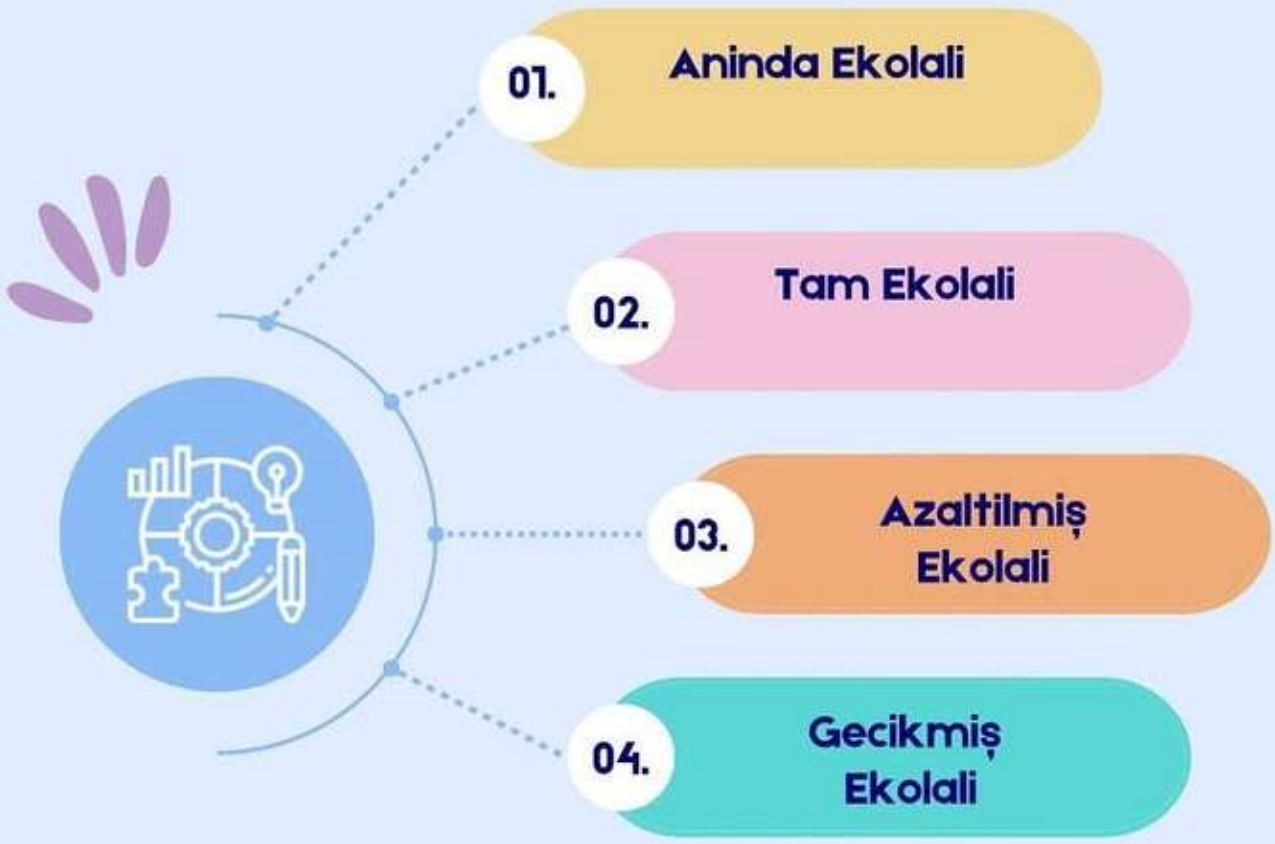 01.
Aninda Ekolali
02.
Tam Ekolali
03.
Azaltilmiş
Ekolali
04.
Gecikmiş
Ekolali